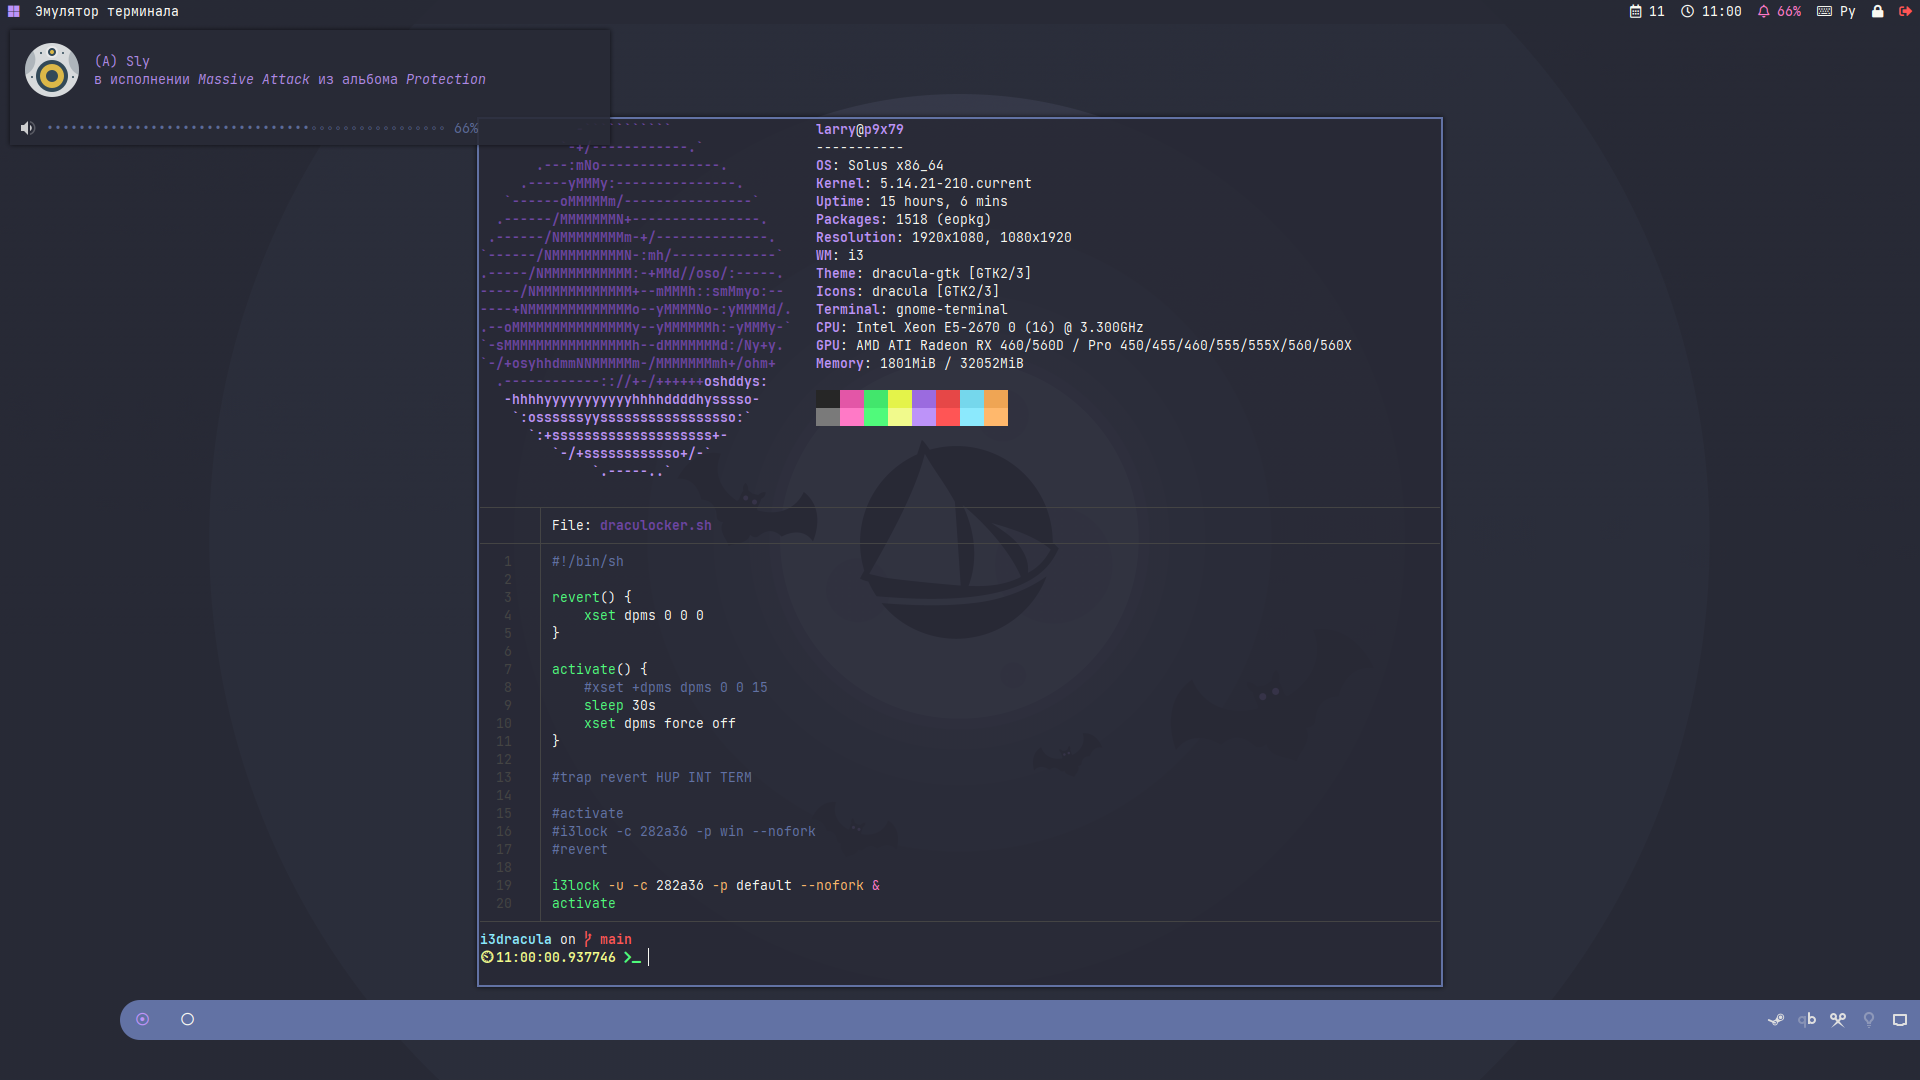 Эмулятор терминала
11 11:00 66% Ру
(A) Sly
в исполнении Massive Attack из альбома Protection
66%
larry@p9x79
-----------
OS: Solus x86_64
Kernel: 5.14.21-210.current
Uptime: 15 hours, 6 mins
Packages: 1518 (eopkg)
Resolution: 1920x1080, 1080x1920
WM: i3
Theme: dracula-gtk [GTK2/3]
Icons: dracula [GTK2/3]
Terminal: gnome-terminal
CPU: Intel Xeon E5-2670 0 (16) @ 3.300GHz
GPU: AMD ATI Radeon RX 460/560D / Pro 450/455/460/555/555X/560/560X
Memory: 1801MiB / 32052MiB
File: draculocker.sh
1 #!/bin/sh
2
3 revert() {
4 xset dpms 0 0 0
5 }
6
7 activate() {
8 #xset +dpms dpms 0 0 15
9 sleep 30s
10 xset dpms force off
11 }
12
13 #trap revert HUP INT TERM
14
15 #activate
16 #i3lock -c 282a36 -p win --nofork
17 #revert
18
19 i3lock -u -c 282a36 -p default --nofork &
20 activate
i3dracula on main
11:00:00.937746 >_
qb